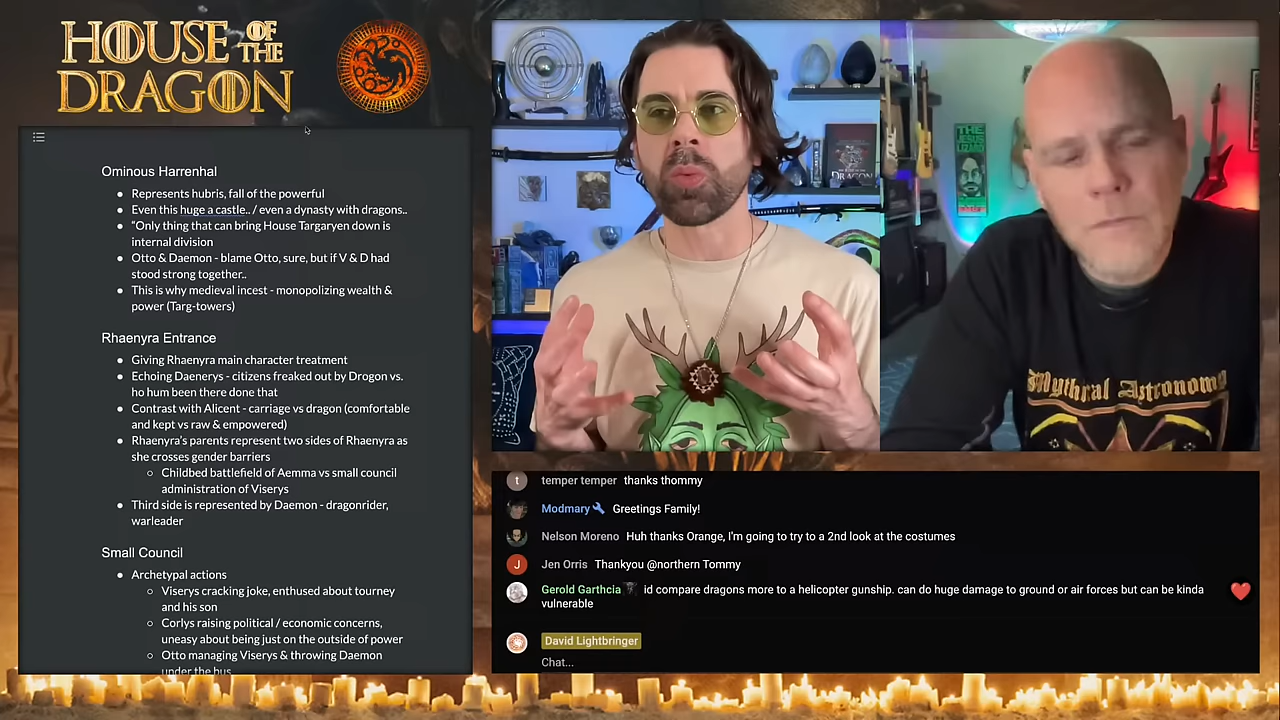 HOUSE OF THE DRAGON
Ominous Harrenhal
Represents hubris, fall of the powerful
Even this huge a castle.. / even a dynasty with dragons..
"Only thing that can bring House Targaryen down is
internal division
Otto & Daemon - blame Otto, sure, but if V & D had
stood strong together..
This is why medieval incest - monopolizing wealth &
power (Targ-towers)
Rhaenyra Entrance
Giving Rhaenyra main character treatment
Echoing Daenerys - citizens freaked out by Drogon vs.
ho hum been there done that
Contrast with Alicent - carriage vs dragon (comfortable
and kept vs raw & empowered)
Rhaenyra's parents represent two sides of Rhaenyra as
she crosses gender barriers
Childbed battlefield of Aemma vs small council
administration of Viserys
Third side is represented by Daemon - dragonrider,
warleader
Small Council
Archetypal actions
Viserys cracking joke, enthused about tourney
and his son
Corlys raising political / economic concerns,
uneasy about being just on the outside of power
Otto managing Viserys & throwing Daemon
under the bus
DRAGON
THE
JESUS
LIZARD
Mythical Astronomy
t temper temper thanks thommy
Modmary Greetings Family!
Nelson Moreno Huh thanks Orange, I'm going to try to a 2nd look at the costumes
J Jen Orris Thankyou @northern Tommy
Gerold Garthcia id compare dragons more to a helicopter gunship. can do huge damage to ground or air forces but can be kinda
vulnerable
David Lightbringer
Chat...